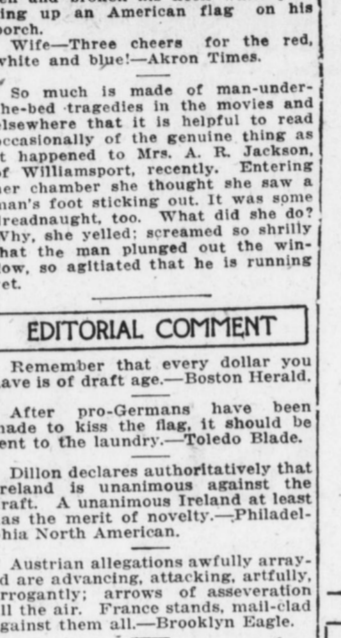 ing up an American flag on his
porch.
Wife—Three cheers for the red,
white and blue!—Akron Times.
So much is made of man-under-
he-bed tragedies in the movies and
elsewhere that it is helpful to read
occasionally of the genuine thing as
t happened to Mrs. A. R. Jackson,
of Williamsport, recently. Entering
her chamber she thought she saw a
man's foot sticking out. It was some
dreadnaught, too. What did she do?
Why, she yelled; screamed so shrilly
that the man plunged out the win-
dow, so agitiated that he is running
yet.
EDITORIAL COMMENT
Remember that every dollar you
ave is of draft age.—Boston Herald.
After pro-Germans have been
made to kiss the flag, it should be
ent to the laundry.—Toledo Blade.
Dillon declares authoritatively that
Ireland is unanimous against the
draft. A unanimous Ireland at least
has the merit of novelty.—Philadel-
phia North American.
Austrian allegations awfully array-
d are advancing, attacking, artfully,
arrogantly; arrows of asseveration
ll the air. France stands, mail-clad
against them all.—Brooklyn Eagle.